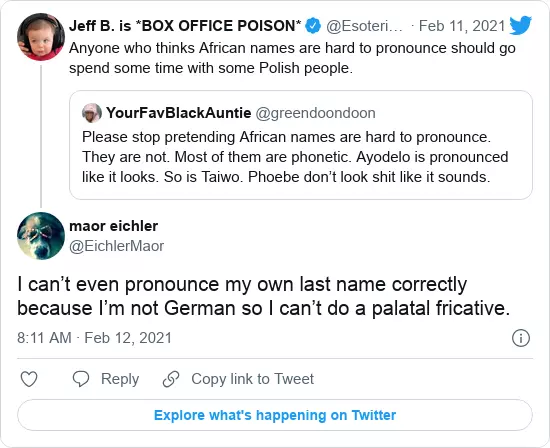 Jeff B. is *BOX OFFICE POISON* @Esoteri… · Feb 11, 2021
Anyone who thinks African names are hard to pronounce should go
spend some time with some Polish people.
YourFavBlackAuntie @greendoondoon
Please stop pretending African names are hard to pronounce.
They are not. Most of them are phonetic. Ayodelo is pronounced
like it looks. So is Taiwo. Phoebe don’t look shit like it sounds.
maor eichler
@EichlerMaor
I can’t even pronounce my own last name correctly
because I’m not German so I can’t do a palatal fricative.
8:11 AM · Feb 12, 2021
Reply
Copy link to Tweet
Explore what's happening on Twitter